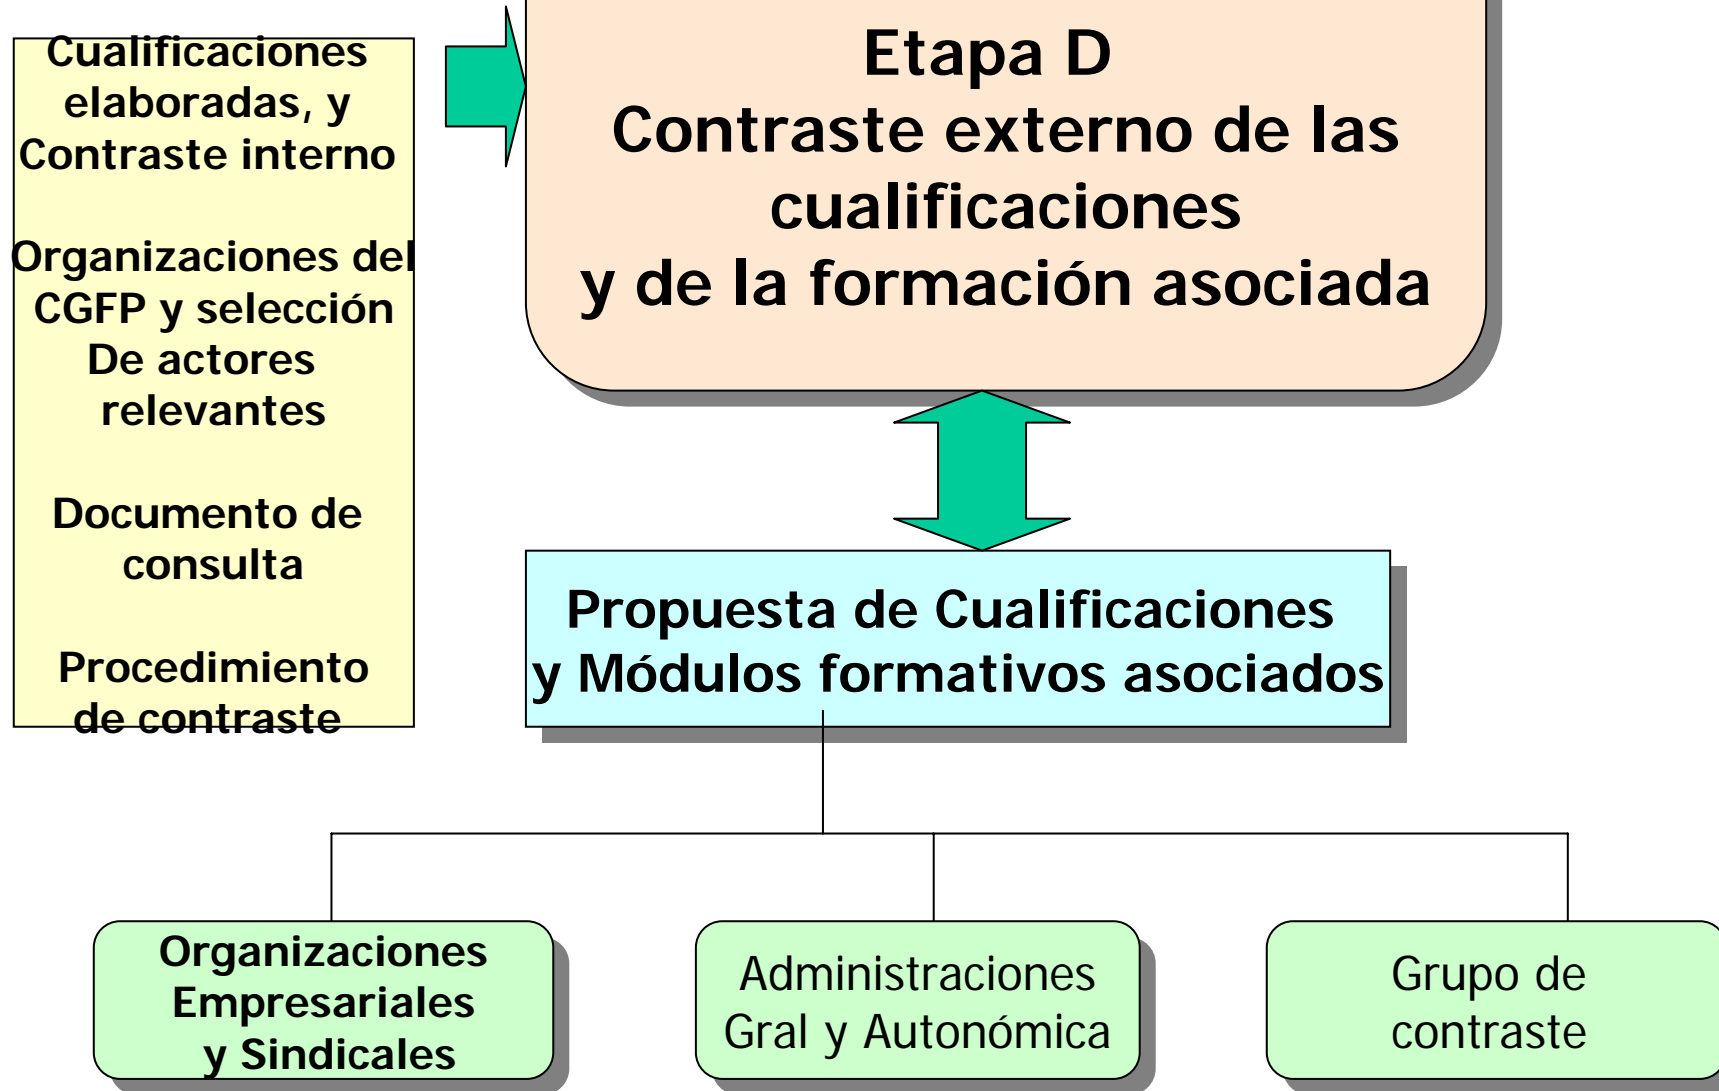 Cualificaciones
elaboradas, y
Contraste interno
Organizaciones del
CGFP y selección
De actores
relevantes
Documento de
consulta
Procedimiento
de contraste
Etapa D
Contraste externo de las
cualificaciones
y de la formación asociada
Propuesta de Cualificaciones
y Módulos formativos asociados
Organizaciones
Empresariales
y Sindicales
Administraciones
Gral y Autonómica
Grupo de
contraste